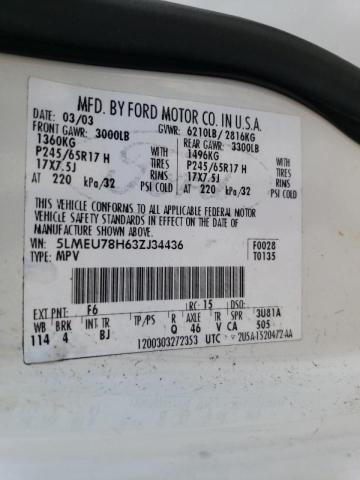 MFD. BY FORD MOTOR CO. IN U.S.A.
DATE: 03/03 GVWR: 6210LB/ 2816KG
FRONT GAWR: 3000LB REAR GAWR: 3300LB
1360KG WITH 1496KG WITH
P245/65R17 H TIRES P245/65R17 H TIRES
17X7.5J RIMS 17X7.5J RIMS
AT 220 kPa/32 PSI COLD AT 220 kPa/32 PSI COLD
THIS VEHICLE CONFORMS TO ALL APPLICABLE FEDERAL MOTOR
VEHICLE SAFETY STANDARDS IN EFFECT ON THE DATE OF
MANUFACTURE SHOWN ABOVE.
VIN: 5LMEU78H63ZJ34436 F0028
TYPE: MPV T0135
EXT PNT: F6 RC: 15 DSO:
WB BRK INT TR TP/PS R AXLE TR SPR 3U81A
114 4 BJ Q 46 V CA 505
1200303272353 UTC 2U5A-1520472-AA